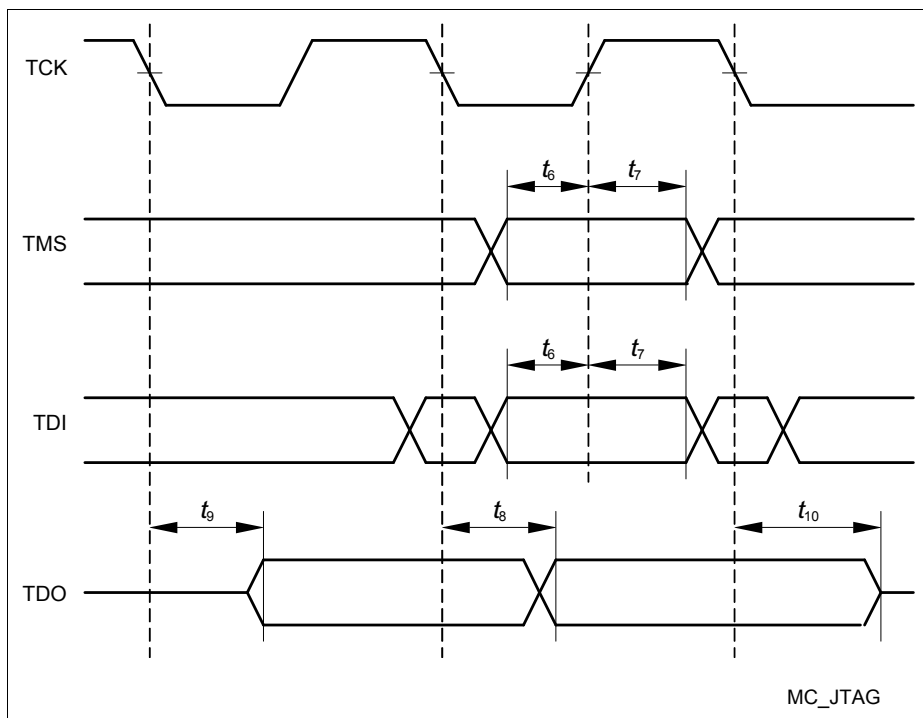 TCK
t6 t7
TMS
t6 t7
TDI
t9 t8 t10
TDO
MC_JTAG